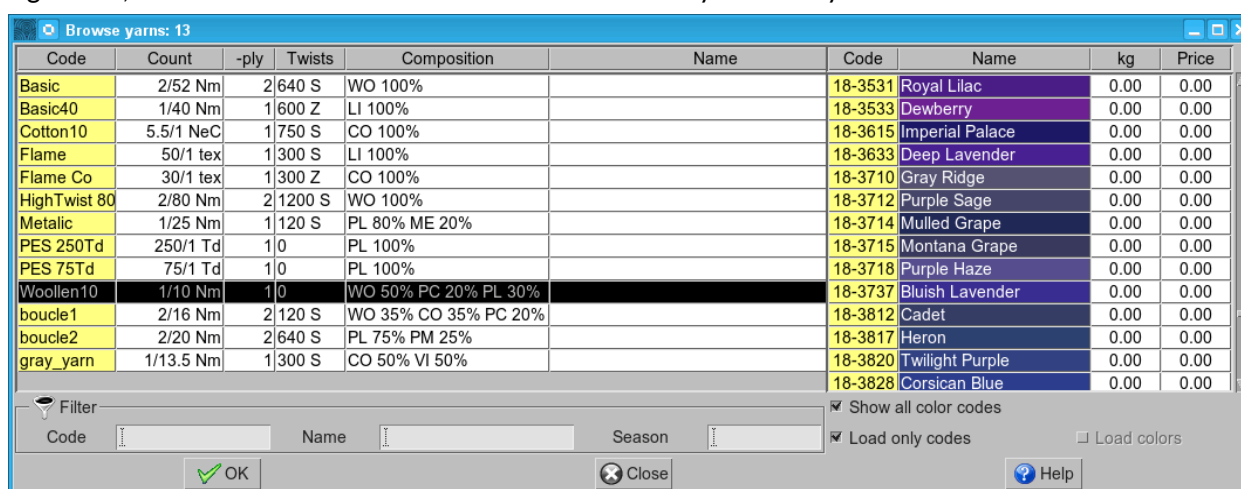 Browse yarns: 13
Code Count -ply Twists Composition Name Code Name kg Price
Basic 2/52 Nm 2 640 S WO 100% 18-3531 Royal Lilac 0.00 0.00
Basic40 1/40 Nm 1 600 Z LI 100% 18-3533 Dewberry 0.00 0.00
Cotton10 5.5/1 NeC 1 750 S CO 100% 18-3615 Imperial Palace 0.00 0.00
Flame 50/1 tex 1 300 S LI 100% 18-3633 Deep Lavender 0.00 0.00
Flame Co 30/1 tex 1 300 Z CO 100% 18-3710 Gray Ridge 0.00 0.00
HighTwist 80 2/80 Nm 2 1200 S WO 100% 18-3712 Purple Sage 0.00 0.00
Metalic 1/25 Nm 1 120 S PL 80% ME 20% 18-3714 Mulled Grape 0.00 0.00
PES 250Td 250/1 Td 1 0 PL 100% 18-3715 Montana Grape 0.00 0.00
PES 75Td 75/1 Td 1 0 PL 100% 18-3718 Purple Haze 0.00 0.00
Woollen10 1/10 Nm 1 0 WO 50% PC 20% PL 30% 18-3737 Bluish Lavender 0.00 0.00
boucle1 2/16 Nm 2 120 S WO 35% CO 35% PC 20% 18-3812 Cadet 0.00 0.00
boucle2 2/20 Nm 2 640 S PL 75% PM 25% 18-3817 Heron 0.00 0.00
gray_yarn 1/13.5 Nm 1 300 S CO 50% VI 50% 18-3820 Twilight Purple 0.00 0.00
18-3828 Corsican Blue 0.00 0.00
Filter Show all color codes
Code Name Season Load only codes Load colors
OK Close Help